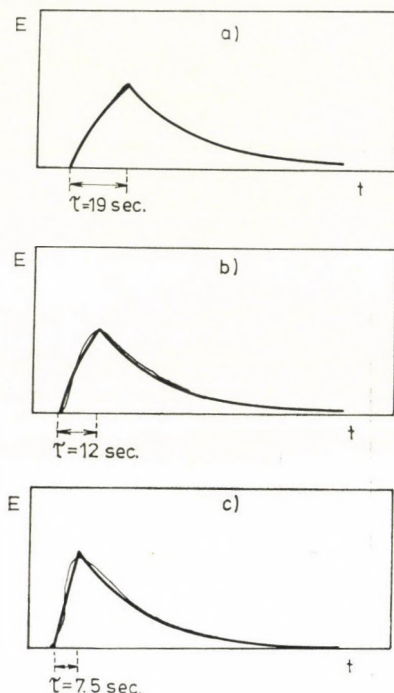 E
a)
t
τ=19 sec.
E
b)
t
τ=12 sec.
E
c)
t
τ=7.5 sec.